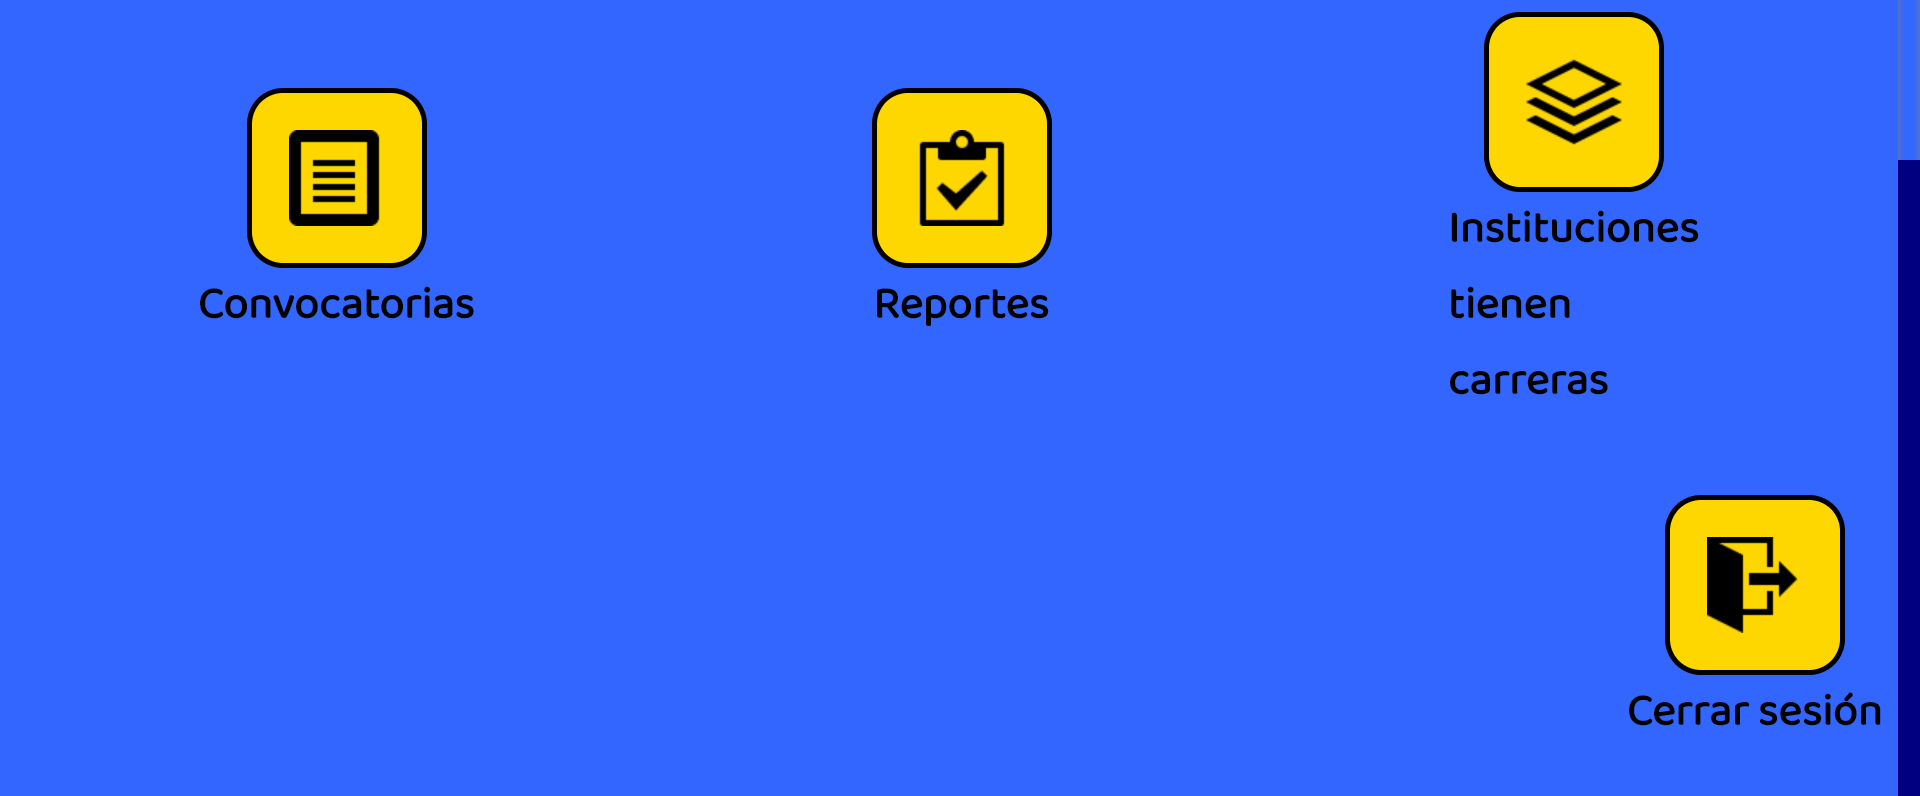 Convocatorias
Reportes
Instituciones
tienen
carreras
Cerrar sesión